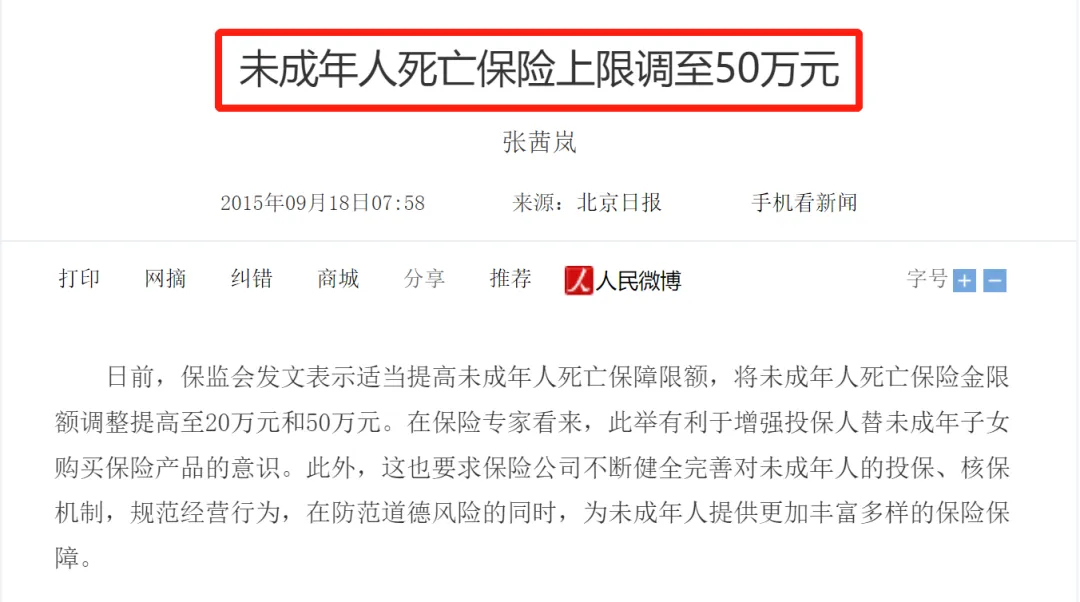 未成年人死亡保险上限调至50万元
张茜岚
2015年09月18日07:58 来源：北京日报 手机看新闻
打印 网摘 纠错 商城 分享 推荐 人 人民微博 字号 + −
日前，保监会发文表示适当提高未成年人死亡保障限额，将未成年人死亡保险金限
额调整提高至20万元和50万元。在保险专家看来，此举有利于增强投保人替未成年子女
购买保险产品的意识。此外，这也要求保险公司不断健全完善对未成年人的投保、核保
机制，规范经营行为，在防范道德风险的同时，为未成年人提供更加丰富多样的保险保
障。